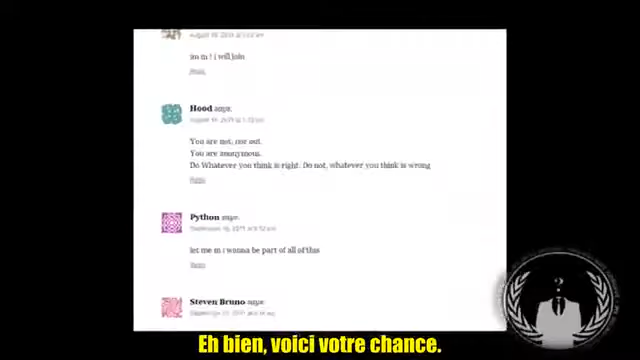 im in ! i will join
Reply
Hood says:
You are not, nor out.
You are anonymous.
Do Whatever you think is right. Do not, whatever you think is wrong
Reply
Python says:
let me in i wanna be part of all of this
Reply
Steven Bruno says:
Eh bien, voici votre chance.